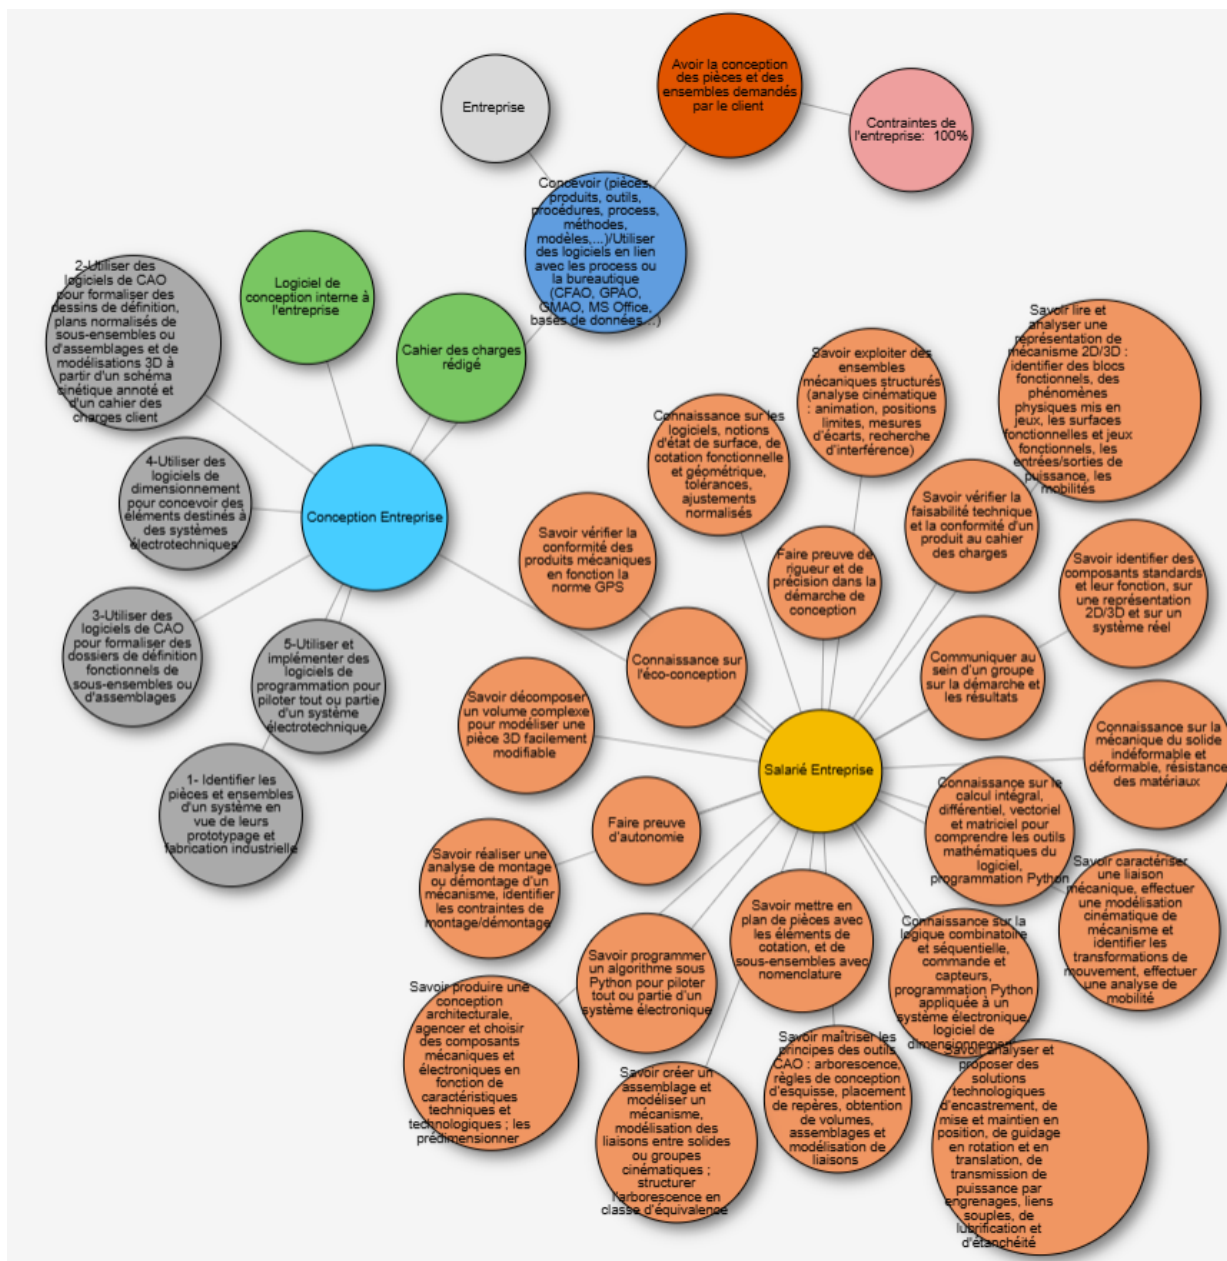 Entreprise
Avoir la conception
des pièces et des
ensembles demandés
par le client
Contraintes de
l'entreprise:  100%
Concevoir (pièces,
produits, outils,
procédures, process,
méthodes,
modèles,...)/Utiliser
des logiciels en lien
avec les process ou
la bureautique
(CFAO, GPAO,
GMAO, MS Office,
bases de données...)
2-Utiliser des
logiciels de CAO
pour formaliser des
dessins de définition,
plans normalisés de
sous-ensembles ou
d'assemblages et de
modélisations 3D à
partir d'un schéma
cinétique annoté et
d'un cahier des
charges client
Logiciel de
conception interne à
l'entreprise
Cahier des charges
rédigé
4-Utiliser des
logiciels de
dimensionnement
pour concevoir des
éléments destinés à
des systèmes
électrotechniques
Conception Entreprise
3-Utiliser des
logiciels de CAO
pour formaliser des
dossiers de définition
fonctionnels de
sous-ensembles ou
d'assemblages
5-Utiliser et
implémenter des
logiciels de
programmation pour
piloter tout ou partie
d'un système
électrotechnique
1- Identifier les
pièces et ensembles
d'un système en
vue de leurs
prototypage et
fabrication industrielle
Savoir exploiter des
ensembles
mécaniques structurés
(analyse cinématique
: animation, positions
limites, mesures
d'écarts, recherche
d'interférence)
Savoir lire et
analyser une
représentation de
mécanisme 2D/3D :
identifier des blocs
fonctionnels, des
phénomènes
physiques mis en
jeux, les surfaces
fonctionnelles et jeux
fonctionnels, les
entrées/sorties de
puissance, les
mobilités
Connaissance sur les
logiciels, notions
d'état de surface, de
cotation fonctionnelle
et géométrique,
tolérances,
ajustements
normalisés
Savoir vérifier la
faisabilité technique
et la conformité d'un
produit au cahier
des charges
Savoir vérifier la
conformité des
produits mécaniques
en fonction la
norme GPS
Faire preuve de
rigueur et de
précision dans la
démarche de
conception
Savoir identifier des
composants standards
et leur fonction, sur
une représentation
2D/3D et sur un
système réel
Connaissance sur
l'éco-conception
Communiquer au
sein d'un groupe
sur la démarche et
les résultats
Savoir décomposer
un volume complexe
pour modéliser une
pièce 3D facilement
modifiable
Salarié Entreprise
Connaissance sur la
mécanique du solide
indéformable et
déformable, résistance
des matériaux
Connaissance sur le
calcul intégral,
différentiel, vectoriel
et matriciel pour
comprendre les outils
mathématiques du
logiciel,
programmation Python
Faire preuve
d'autonomie
Savoir réaliser une
analyse de montage
ou démontage d'un
mécanisme, identifier
les contraintes de
montage/démontage
Savoir caractériser
une liaison
mécanique, effectuer
une modélisation
cinématique de
mécanisme et
identifier les
transformations de
mouvement, effectuer
une analyse de
mobilité
Savoir mettre en
plan de pièces avec
les éléments de
cotation, et de
sous-ensembles avec
nomenclature
Connaissance sur la
logique combinatoire
et séquentielle,
commande et
capteurs,
programmation Python
appliquée à un
système électronique,
logiciel de
dimensionnement
Savoir programmer
un algorithme sous
Python pour piloter
tout ou partie d'un
système électronique
Savoir produire une
conception
architecturale,
agencer et choisir
des composants
mécaniques et
électroniques en
fonction de
caractéristiques
techniques et
technologiques ; les
prédimensionner
Savoir créer un
assemblage et
modéliser un
mécanisme,
modélisation des
liaisons entre solides
ou groupes
cinématiques ;
structurer
l'arborescence en
classe d'équivalence
Savoir maîtriser les
principes des outils
CAO : arborescence,
règles de conception
d'esquisse, placement
de repères, obtention
de volumes,
assemblages et
modélisation de
liaisons
Savoir analyser et
proposer des
solutions
technologiques
d'encastrement, de
mise et maintien en
position, de guidage
en rotation et en
translation, de
transmission de
puissance par
engrenages, liens
souples, de
lubrification et
d'étanchéité